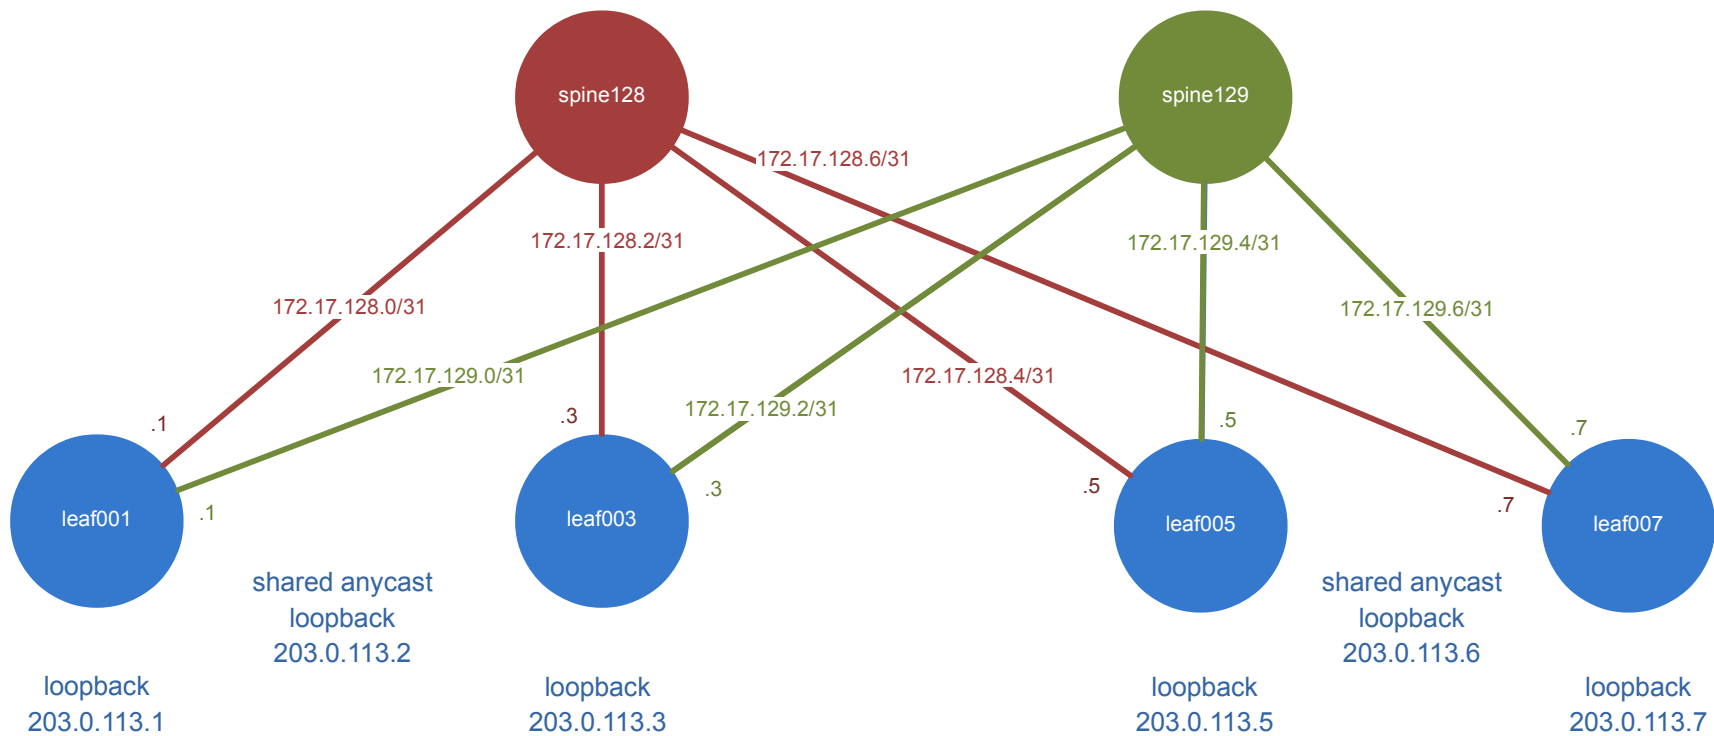 spine128
spine129
172.17.128.6/31
172.17.128.2/31
172.17.129.4/31
172.17.128.0/31
172.17.129.6/31
172.17.129.0/31
172.17.128.4/31
172.17.129.2/31
.1
.3
.5
.7
.1
.3
.5
.7
leaf001
leaf003
leaf005
leaf007
shared anycast
loopback
203.0.113.2
shared anycast
loopback
203.0.113.6
loopback
203.0.113.1
loopback
203.0.113.3
loopback
203.0.113.5
loopback
203.0.113.7